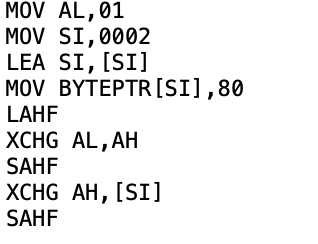 MOV AL,01
MOV SI,0002
LEA SI,[SI]
MOV BYTEPTR[SI],80
LAHF
XCHG AL,AH
SAHF
XCHG AH,[SI]
SAHF